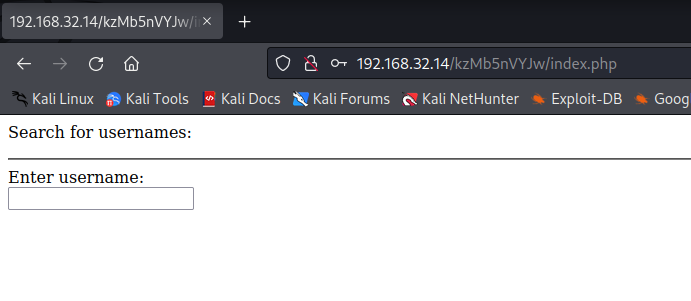 192.168.32.14/kzMb5nVYJw/i
192.168.32.14/kzMb5nVYJw/index.php
Kali Linux Kali Tools Kali Docs Kali Forums Kali NetHunter Exploit-DB Goog
Search for usernames:
Enter username: